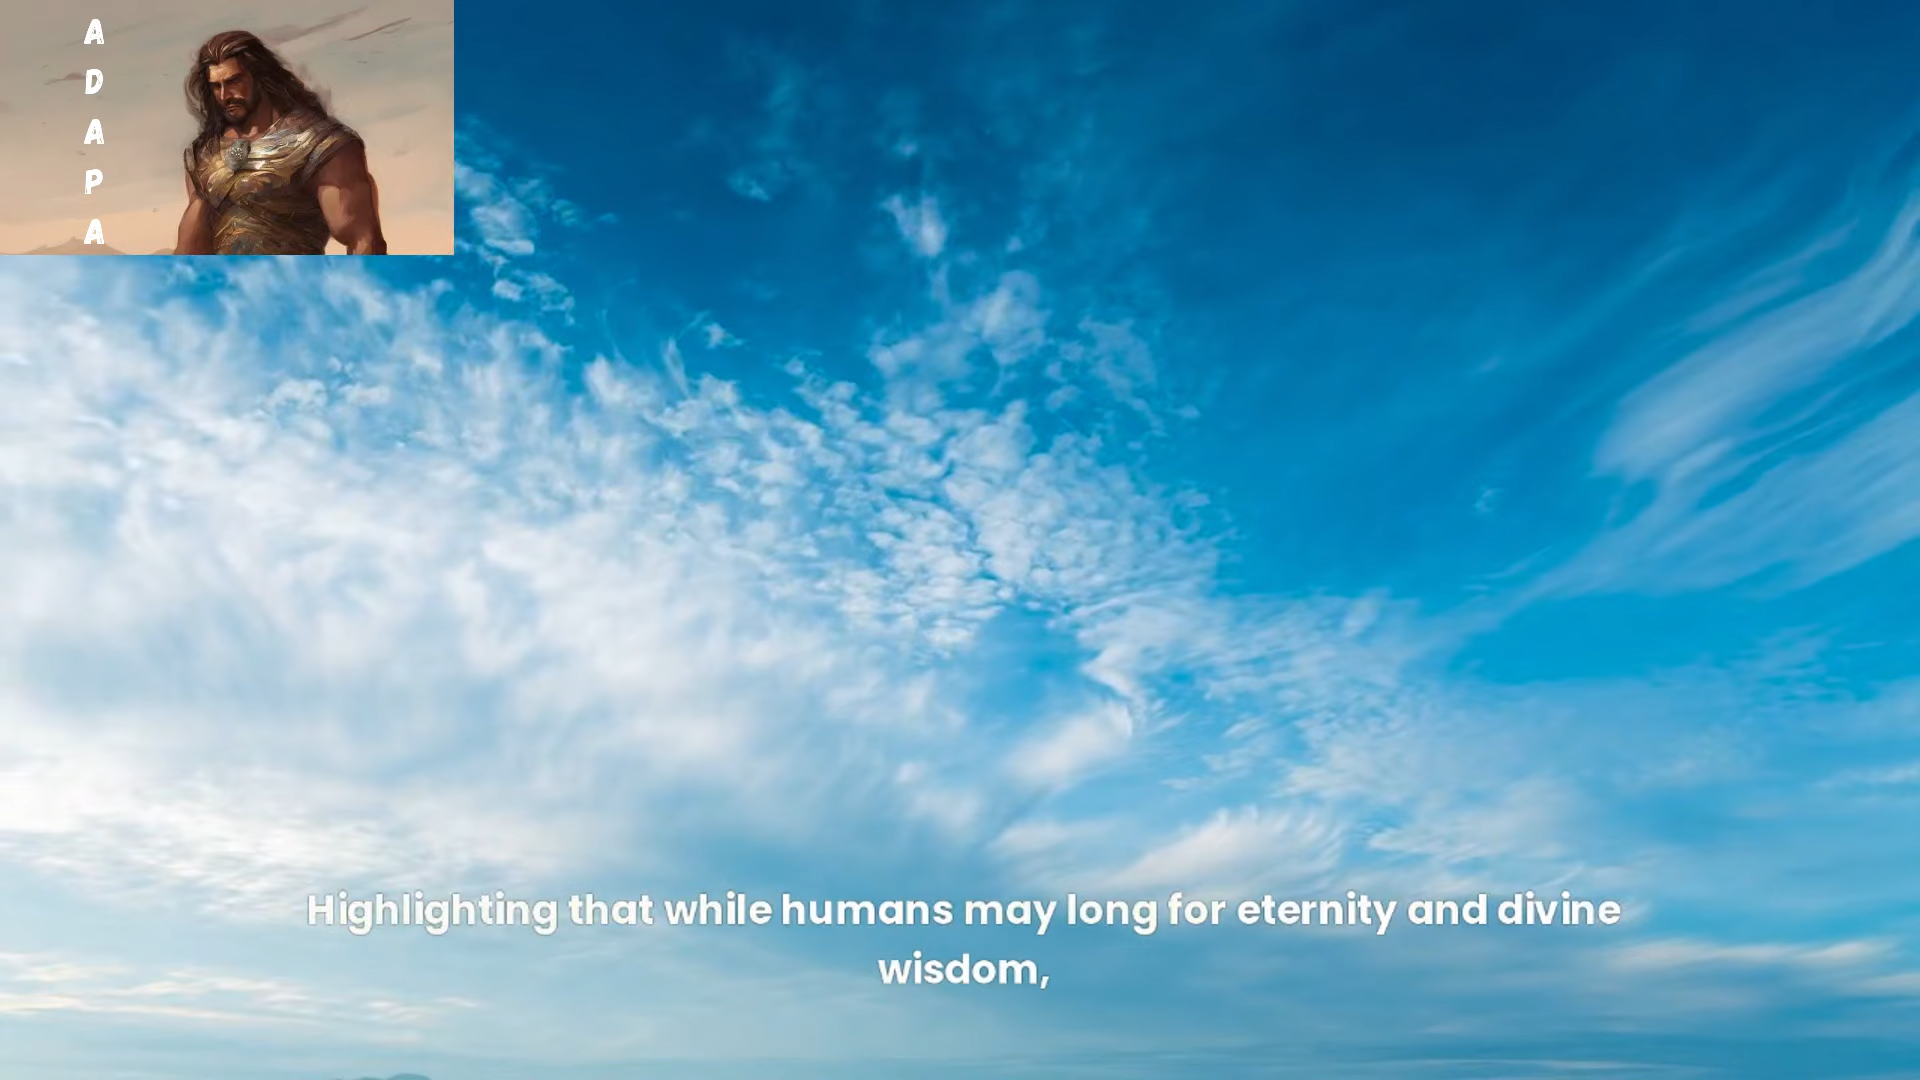 A
D
A
P
A
Highlighting that while humans may long for eternity and divine
wisdom,